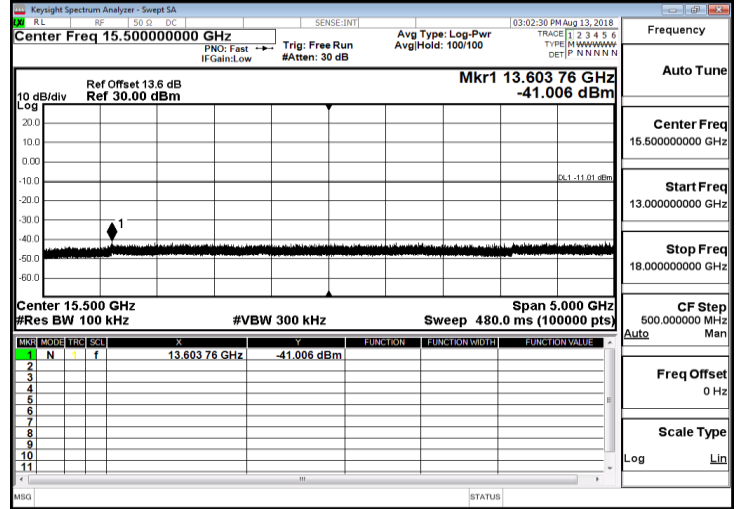 Keysight Spectrum Analyzer - Swept SA
RL RF 50 Ω DC SENSE:INT 03:02:30 PM Aug 13, 2018
Center Freq 15.500000000 GHz
PNO: Fast
IFGain:Low
Trig: Free Run
#Atten: 30 dB
Avg Type: Log-Pwr
Avg|Hold: 100/100
TRACE 1 2 3 4 5 6
TYPE M WWWWW
DET P N N N N N
Mkr1 13.603 76 GHz
-41.006 dBm
Ref Offset 13.6 dB
10 dB/div Ref 30.00 dBm
Log
20.0
10.0
0.00
-10.0
DL1 -11.01 dBm
-20.0
-30.0
1
-40.0
-50.0
-60.0
Center 15.500 GHz Span 5.000 GHz
#Res BW 100 kHz #VBW 300 kHz Sweep 480.0 ms (100000 pts)
MKR MODE TRC SCL X Y FUNCTION FUNCTION WIDTH FUNCTION VALUE
1 N 1 f 13.603 76 GHz -41.006 dBm
2
3
4
5
6
7
8
9
10
11
MSG STATUS
Frequency
Auto Tune
Center Freq
15.500000000 GHz
Start Freq
13.000000000 GHz
Stop Freq
18.000000000 GHz
CF Step
500.000000 MHz
Auto Man
Freq Offset
0 Hz
Scale Type
Log Lin